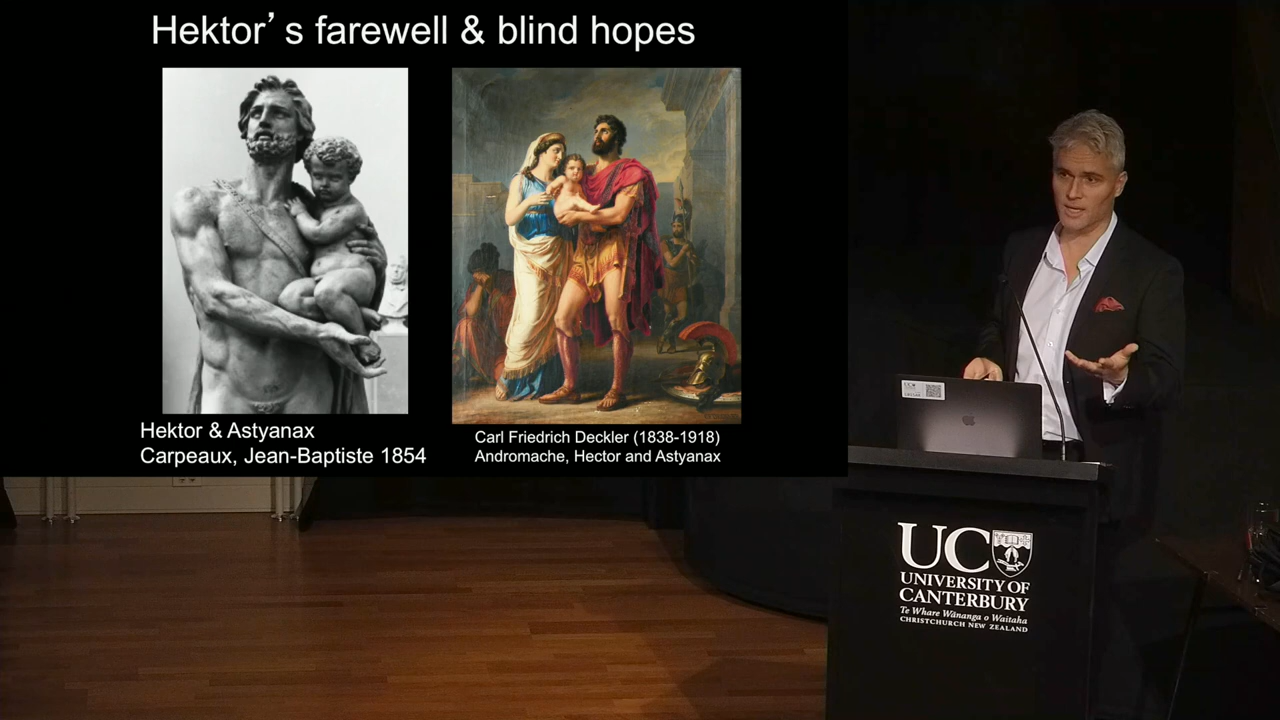 Hektor’s farewell & blind hopes
Hektor & Astyanax
Carpeaux, Jean-Baptiste 1854
Carl Friedrich Deckler (1838-1918)
Andromache, Hector and Astyanax
UC
UC
UNIVERSITY OF
CANTERBURY
Te Whare Wānanga o Waitaha
CHRISTCHURCH NEW ZEALAND